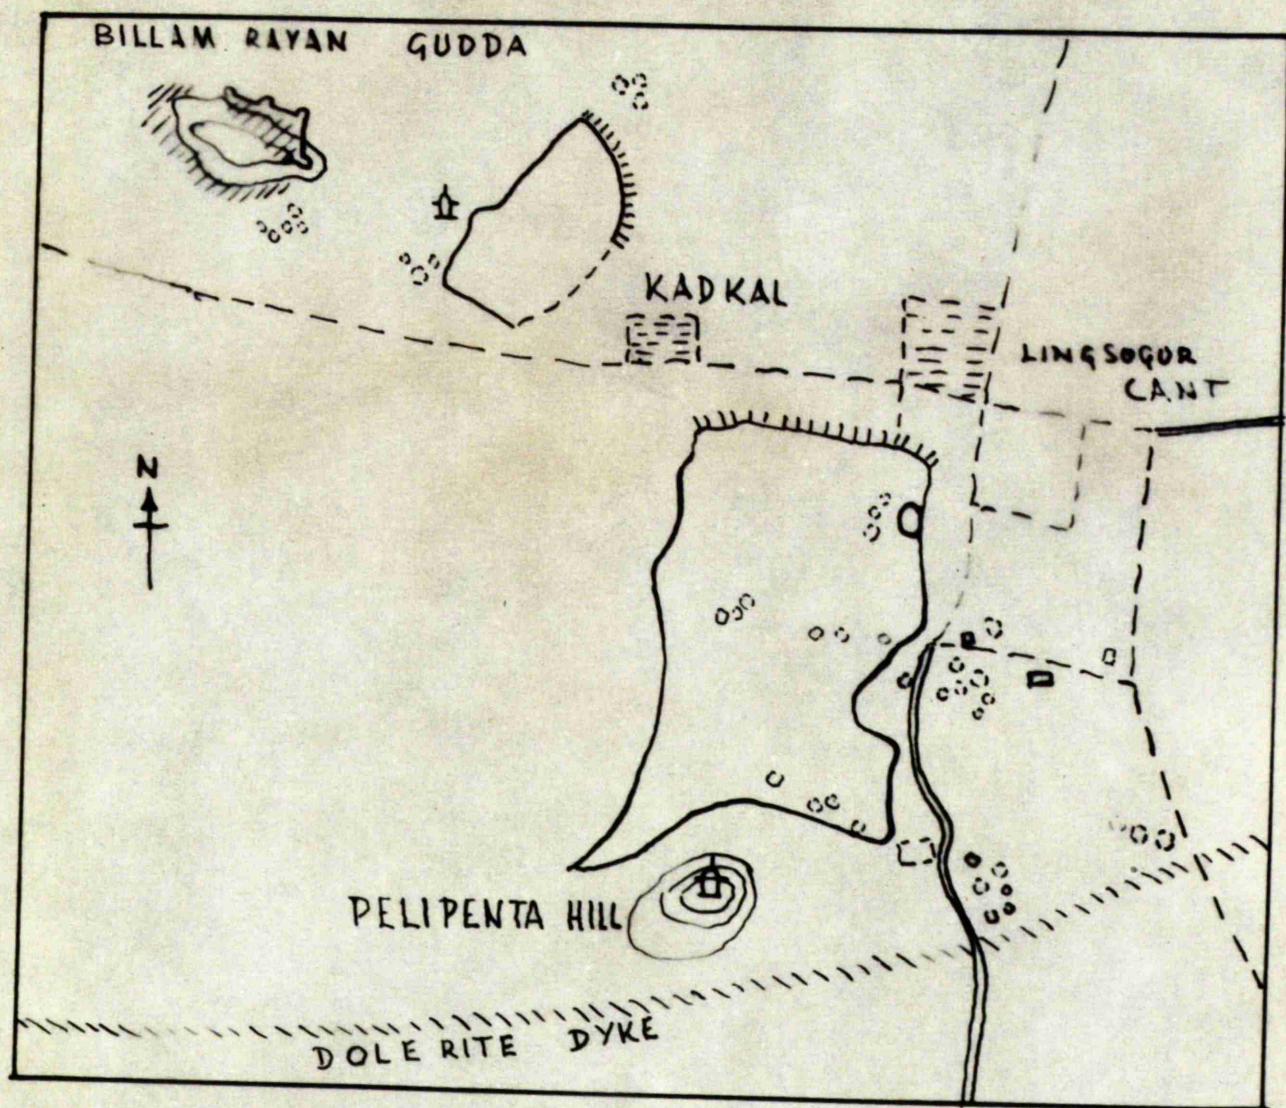 BILLAM RAYAN GUDDA
KADKAL
LINGSOGUR
CANT
N
PELIPENTA HILL
DOLERITE DYKE